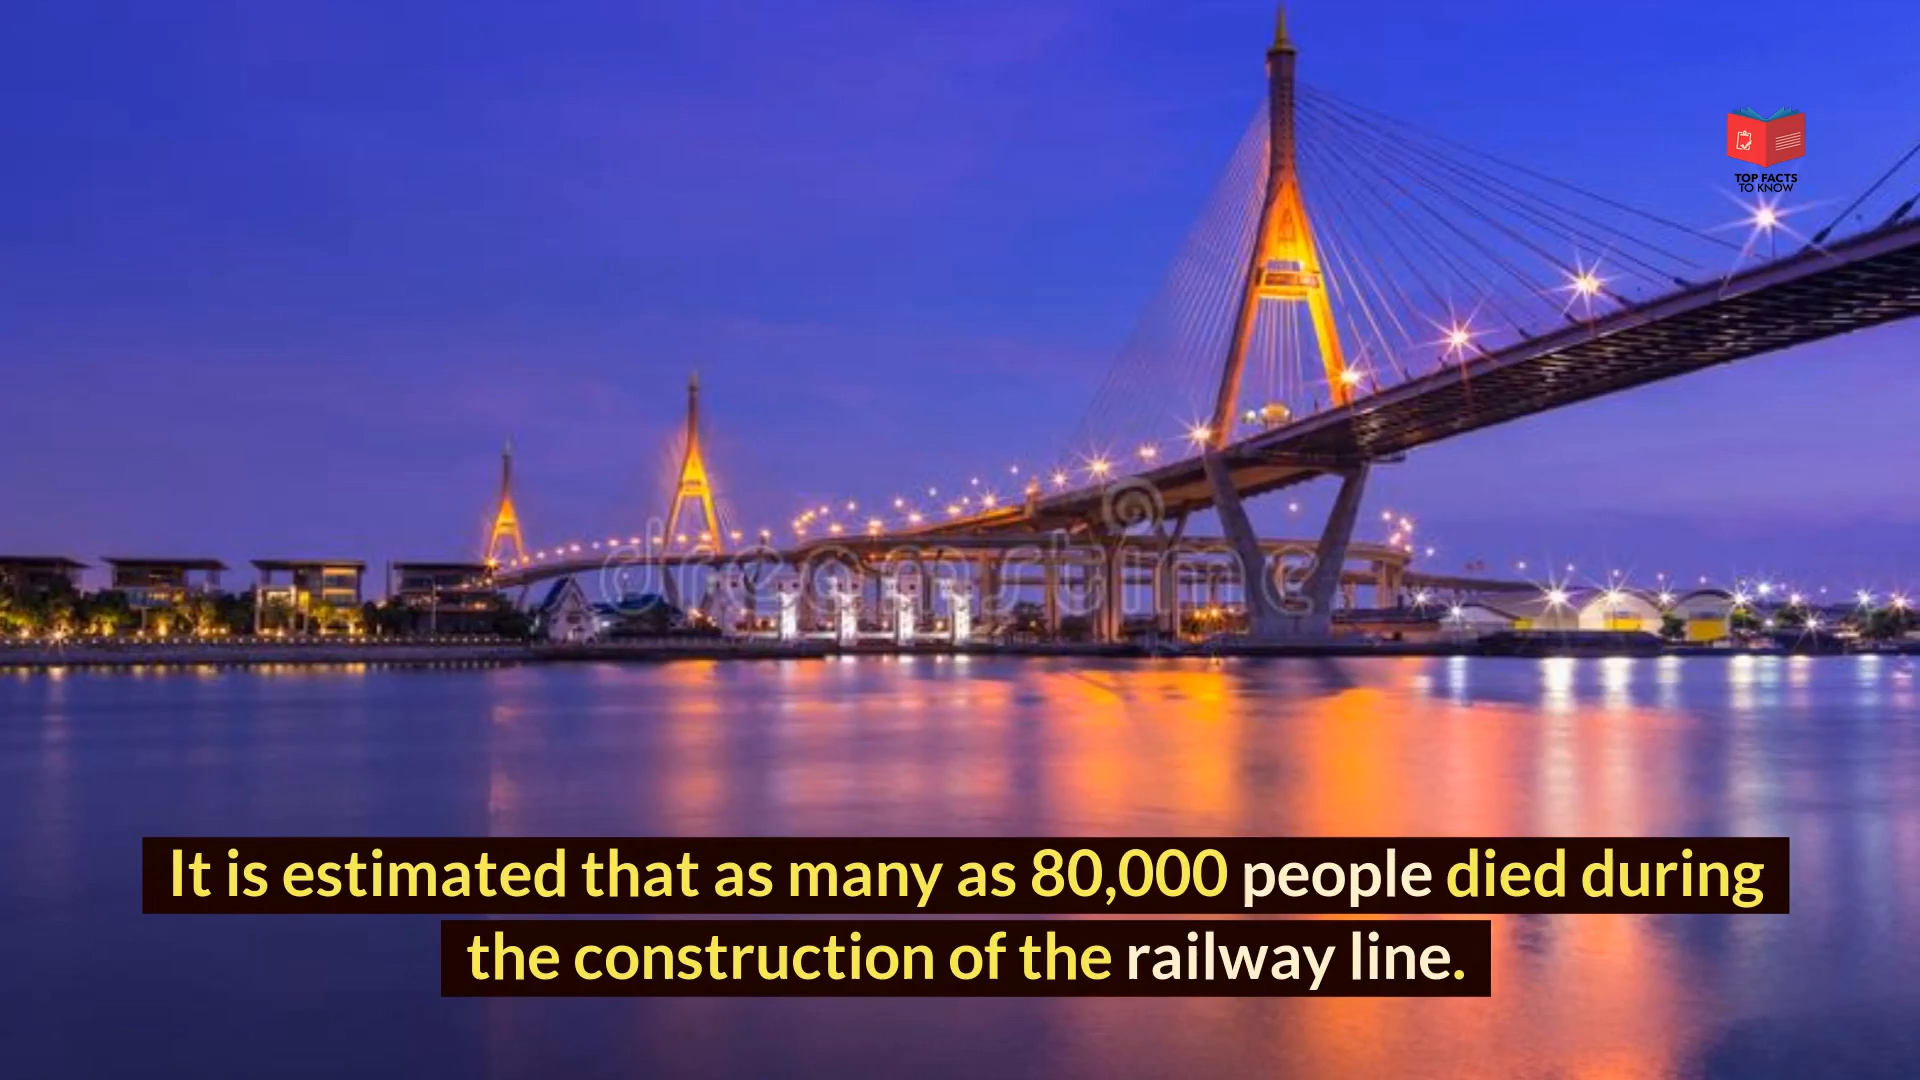 TOP FACTS
TO KNOW
dreamstime
It is estimated that as many as 80,000 people died during
the construction of the railway line.